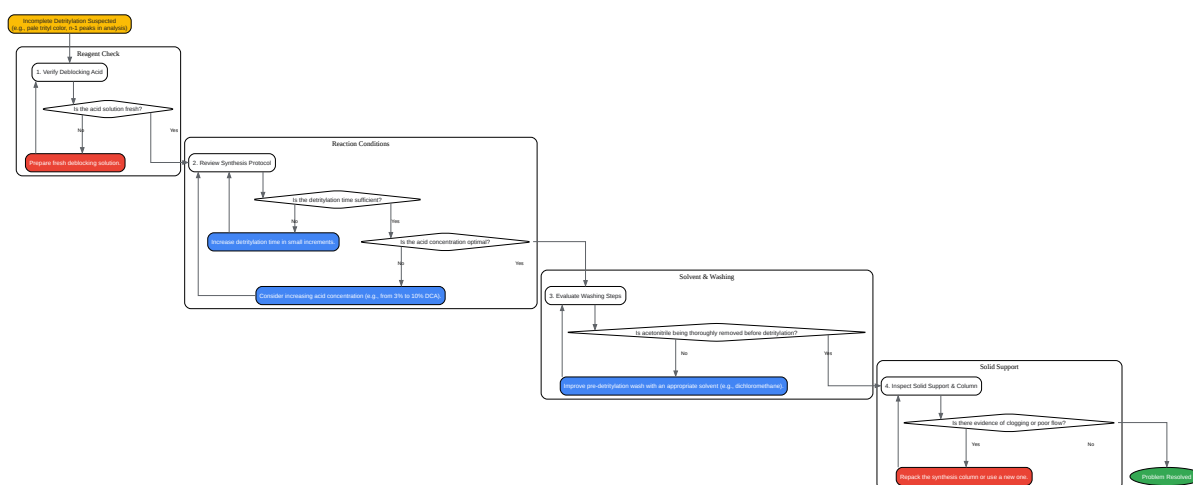 Incomplete Detritylation Suspected
(e.g., pale trityl color, n-1 peaks in analysis)
Reagent Check
1. Verify Deblocking Acid
Is the acid solution fresh?
No
Yes
Prepare fresh deblocking solution.
Reaction Conditions
2. Review Synthesis Protocol
Is the detritylation time sufficient?
No
Yes
Increase detritylation time in small increments.
Is the acid concentration optimal?
No
Yes
Consider increasing acid concentration (e.g., from 3% to 10% DCA).
Solvent & Washing
3. Evaluate Washing Steps
Is acetonitrile being thoroughly removed before detritylation?
No
Yes
Improve pre-detritylation wash with an appropriate solvent (e.g., dichloromethane).
Solid Support
4. Inspect Solid Support & Column
Is there evidence of clogging or poor flow?
Yes
No
Repack the synthesis column or use a new one.
Problem Resolved